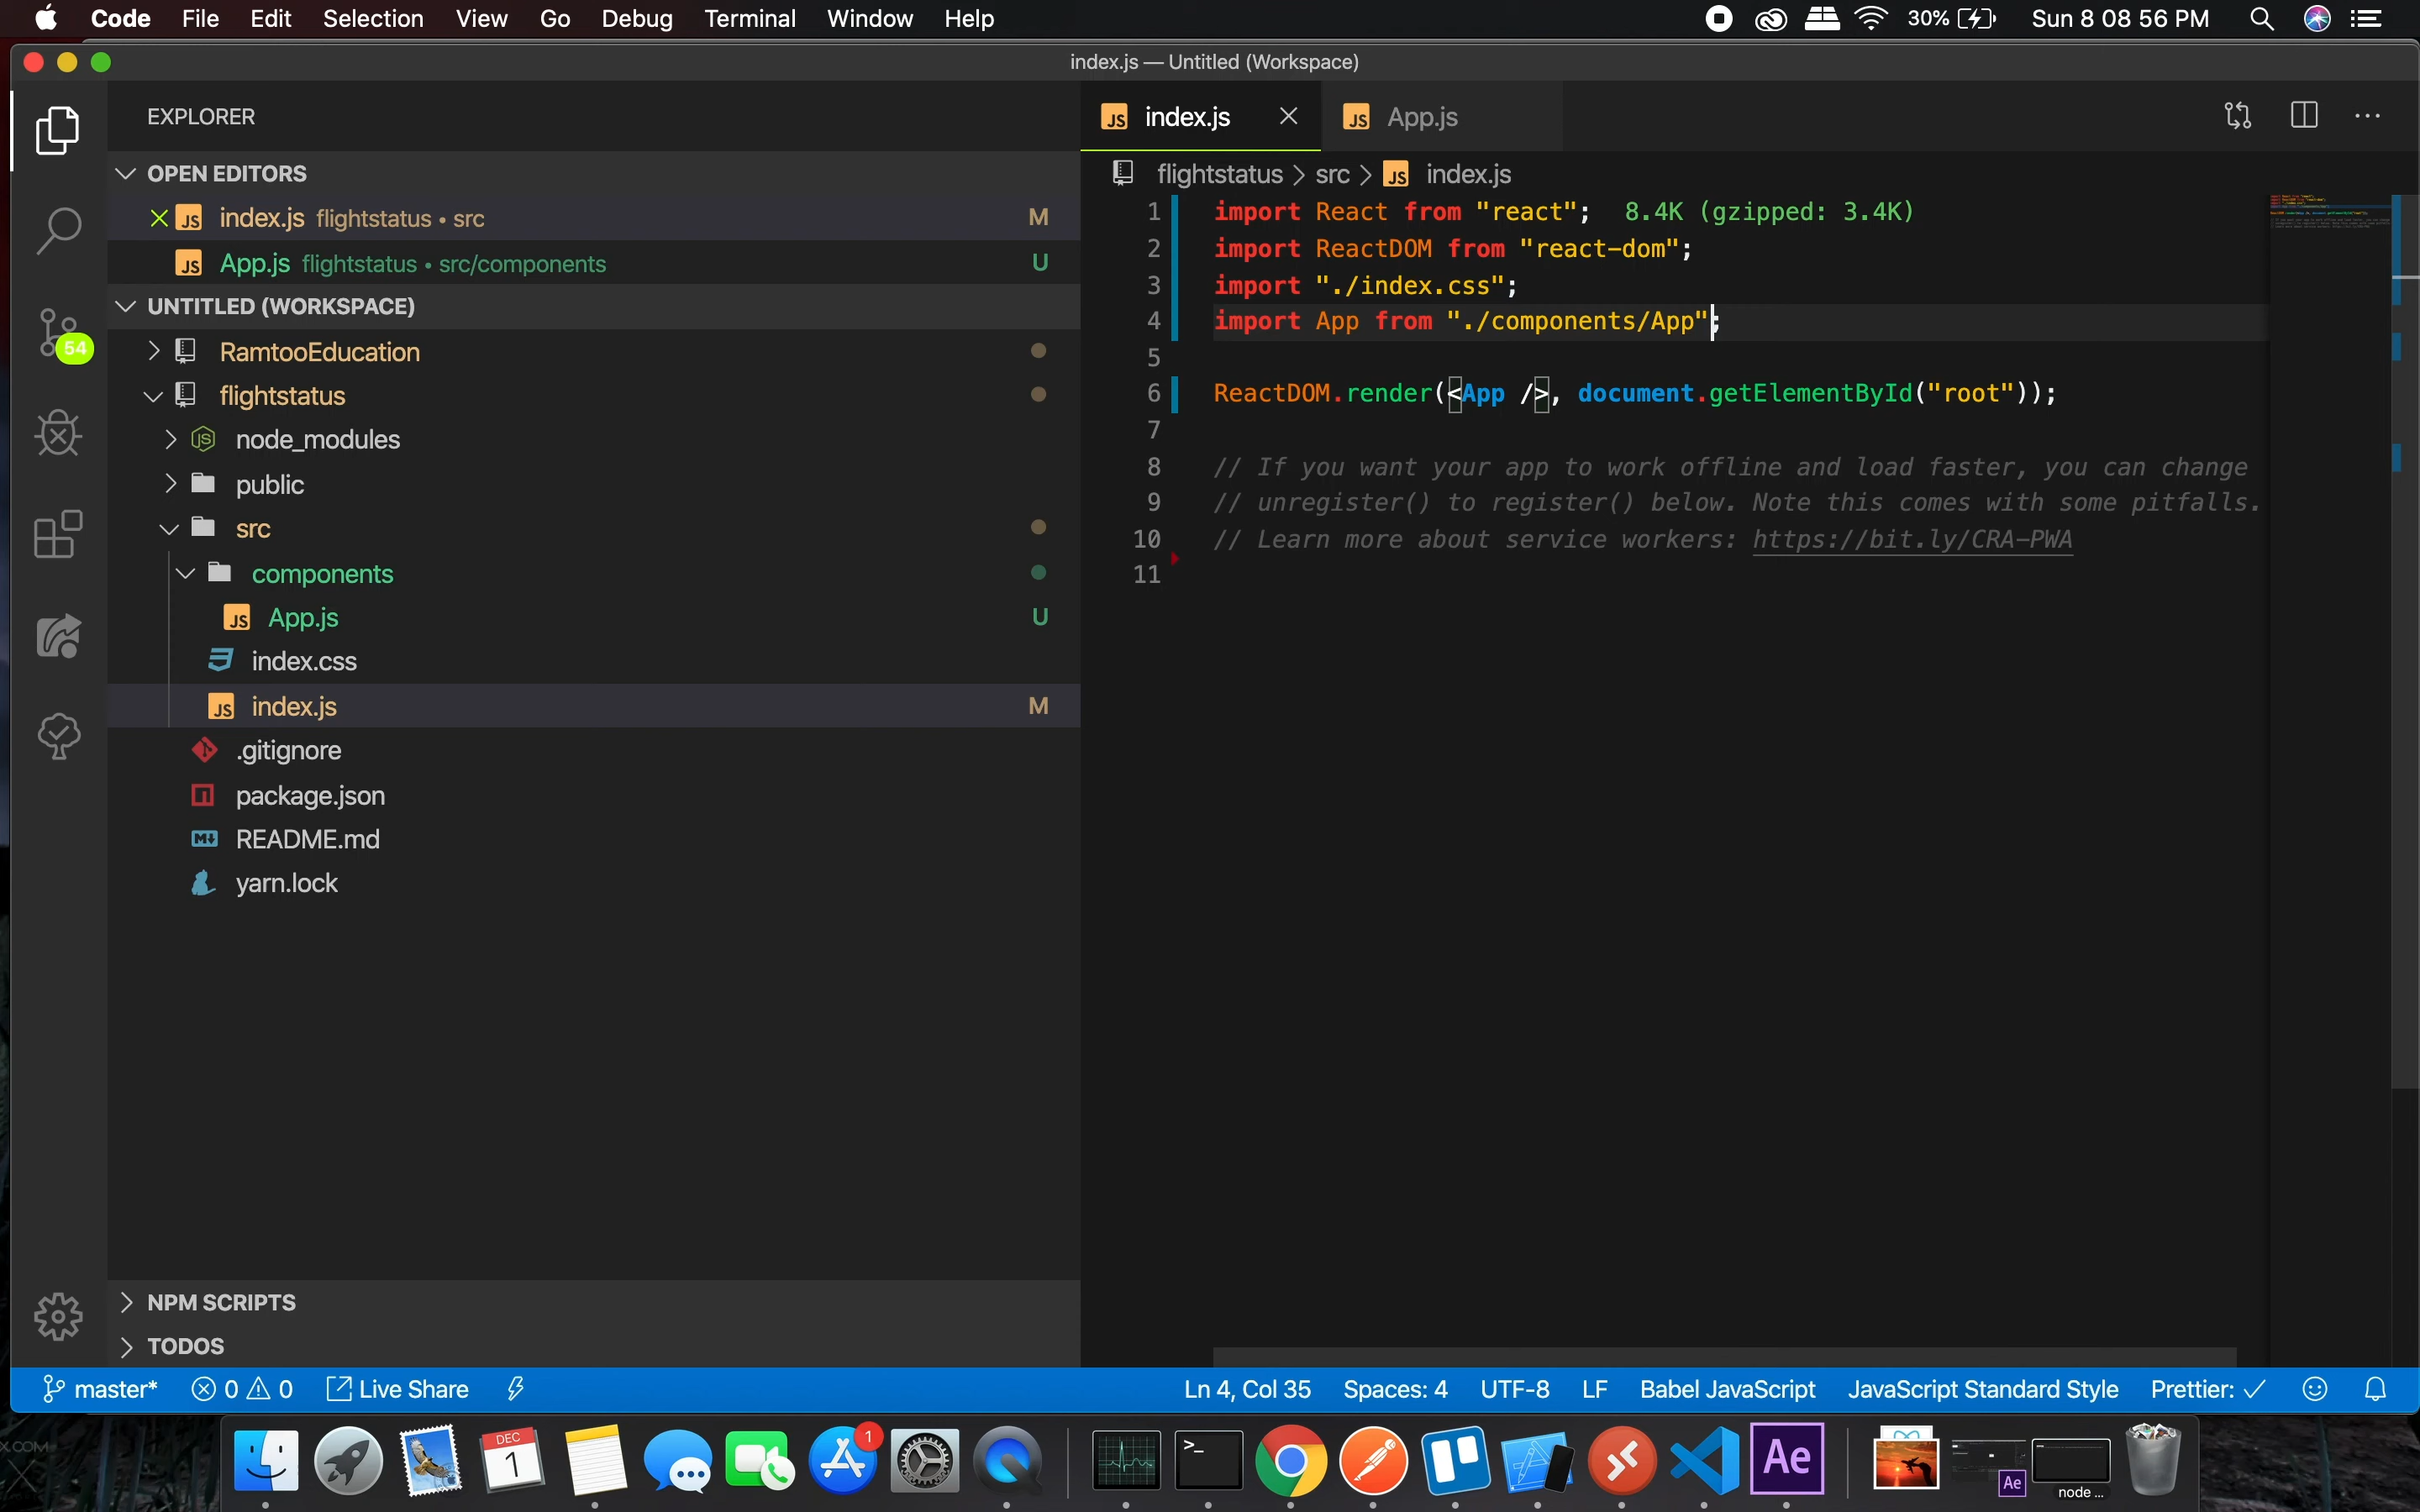 Code File Edit Selection View Go Debug Terminal Window Help 30% Sun 8 08 56 PM
index.js — Untitled (Workspace)
EXPLORER
OPEN EDITORS
index.js flightstatus • src M
App.js flightstatus • src/components U
UNTITLED (WORKSPACE)
RamtooEducation
flightstatus
node_modules
public
src
components
App.js U
index.css
index.js M
.gitignore
package.json
README.md
yarn.lock
NPM SCRIPTS
TODOS
54
index.js App.js
flightstatus > src > JS index.js
1 import React from "react"; 8.4K (gzipped: 3.4K)
2 import ReactDOM from "react-dom";
3 import "./index.css";
4 import App from "./components/App";
5
6 ReactDOM.render(<App />, document.getElementById("root"));
7
8 // If you want your app to work offline and load faster, you can change
9 // unregister() to register() below. Note this comes with some pitfalls.
10 // Learn more about service workers: https://bit.ly/CRA-PWA
11
master* 0 0 Live Share Ln 4, Col 35 Spaces: 4 UTF-8 LF Babel JavaScript JavaScript Standard Style Prettier: ✓
DEC
1
1
>_
Ae
Ae
node ...